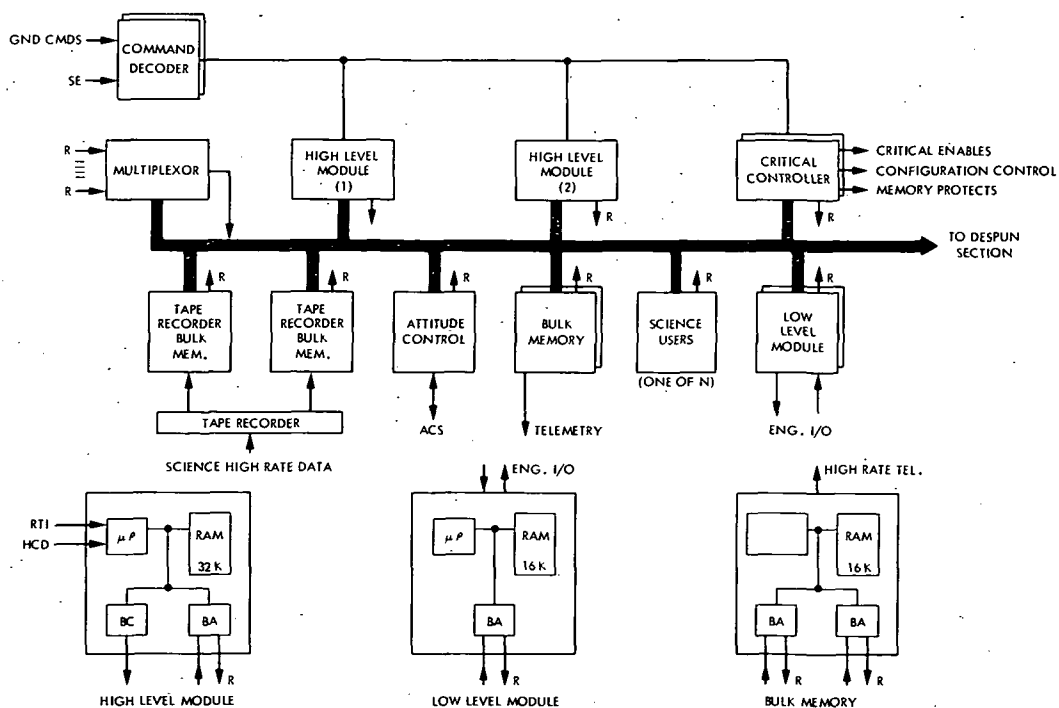 GND CMDS
SE
COMMAND
DECODER
R
R
MULTIPLEXOR
HIGH LEVEL
MODULE
(1)
HIGH LEVEL
MODULE
(2)
R
CRITICAL
CONTROLLER
R
CRITICAL ENABLES
CONFIGURATION CONTROL
MEMORY PROTECTS
TO DESPUN
SECTION
R
TAPE
RECORDER
BULK
MEM.
R
TAPE
RECORDER
BULK
MEM.
R
ATTITUDE
CONTROL
R
BULK
MEMORY
R
SCIENCE
USERS
(ONE OF N)
R
LOW
LEVEL
MODULE
TAPE RECORDER
SCIENCE HIGH RATE DATA
ACS
TELEMETRY
ENG. I/O
RTI
HCD
μP
RAM
32K
BC
BA
R
HIGH LEVEL MODULE
ENG. I/O
μP
RAM
16K
BA
R
LOW LEVEL MODULE
HIGH RATE TEL.
RAM
16K
BA
BA
R
R
BULK MEMORY